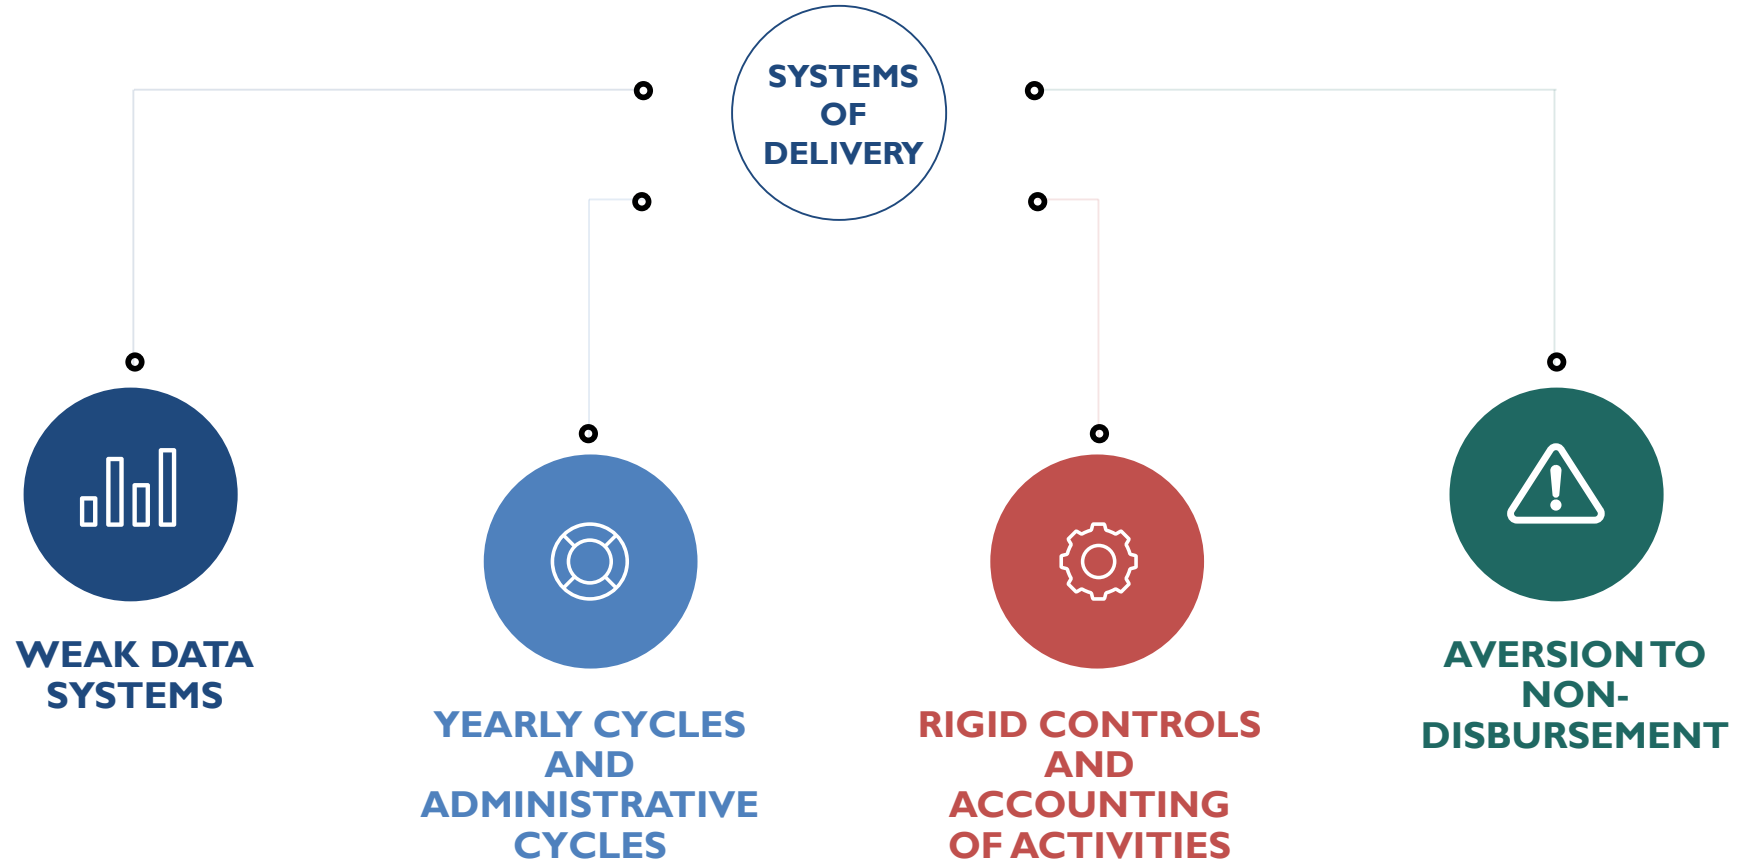 SYSTEMS
OF
DELIVERY
WEAK DATA
SYSTEMS
YEARLY CYCLES
AND
ADMINISTRATIVE
CYCLES
RIGID CONTROLS
AND
ACCOUNTING
OF ACTIVITIES
AVERSION TO
NON-
DISBURSEMENT